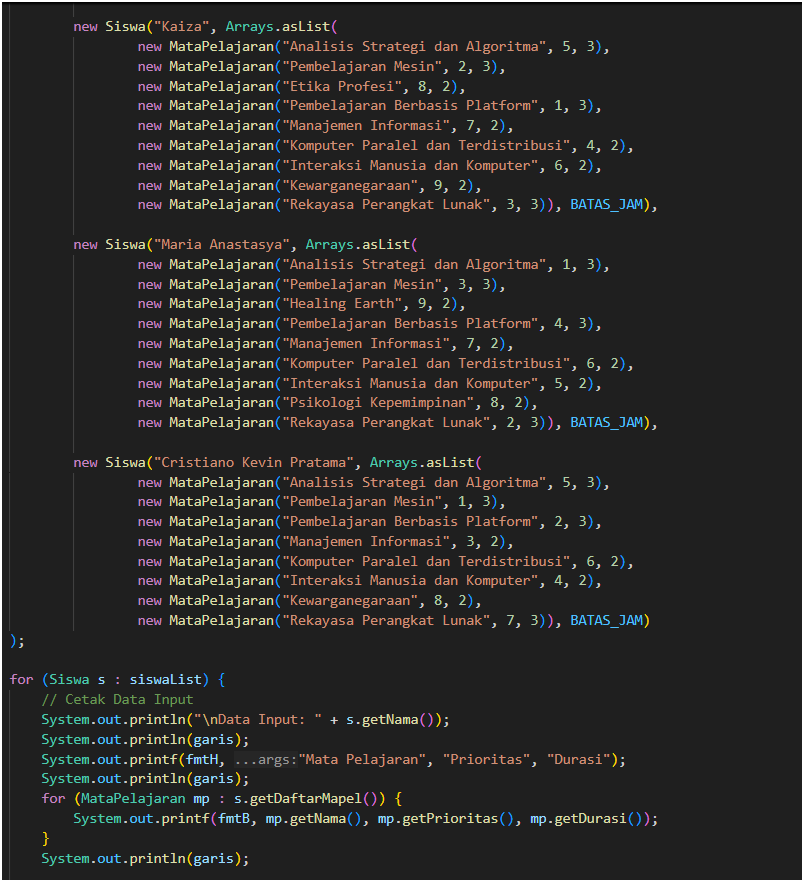 new Siswa("Kaiza", Arrays.asList(
new MataPelajaran("Analisis Strategi dan Algoritma", 5, 3),
new MataPelajaran("Pembelajaran Mesin", 2, 3),
new MataPelajaran("Etika Profesi", 8, 2),
new MataPelajaran("Pembelajaran Berbasis Platform", 1, 3),
new MataPelajaran("Manajemen Informasi", 7, 2),
new MataPelajaran("Komputer Paralel dan Terdistribusi", 4, 2),
new MataPelajaran("Interaksi Manusia dan Komputer", 6, 2),
new MataPelajaran("Kewarganegaraan", 9, 2),
new MataPelajaran("Rekayasa Perangkat Lunak", 3, 3)), BATAS_JAM),
new Siswa("Maria Anastasya", Arrays.asList(
new MataPelajaran("Analisis Strategi dan Algoritma", 1, 3),
new MataPelajaran("Pembelajaran Mesin", 3, 3),
new MataPelajaran("Healing Earth", 9, 2),
new MataPelajaran("Pembelajaran Berbasis Platform", 4, 3),
new MataPelajaran("Manajemen Informasi", 7, 2),
new MataPelajaran("Komputer Paralel dan Terdistribusi", 6, 2),
new MataPelajaran("Interaksi Manusia dan Komputer", 5, 2),
new MataPelajaran("Psikologi Kepemimpinan", 8, 2),
new MataPelajaran("Rekayasa Perangkat Lunak", 2, 3)), BATAS_JAM),
new Siswa("Cristiano Kevin Pratama", Arrays.asList(
new MataPelajaran("Analisis Strategi dan Algoritma", 5, 3),
new MataPelajaran("Pembelajaran Mesin", 1, 3),
new MataPelajaran("Pembelajaran Berbasis Platform", 2, 3),
new MataPelajaran("Manajemen Informasi", 3, 2),
new MataPelajaran("Komputer Paralel dan Terdistribusi", 6, 2),
new MataPelajaran("Interaksi Manusia dan Komputer", 4, 2),
new MataPelajaran("Kewarganegaraan", 8, 2),
new MataPelajaran("Rekayasa Perangkat Lunak", 7, 3)), BATAS_JAM)
);
for (Siswa s : siswaList) {
// Cetak Data Input
System.out.println("\nData Input: " + s.getNama());
System.out.println(garis);
System.out.printf(fmtH, ...args:"Mata Pelajaran", "Prioritas", "Durasi");
System.out.println(garis);
for (MataPelajaran mp : s.getDaftarMapel()) {
System.out.printf(fmtB, mp.getNama(), mp.getPrioritas(), mp.getDurasi());
}
System.out.println(garis);